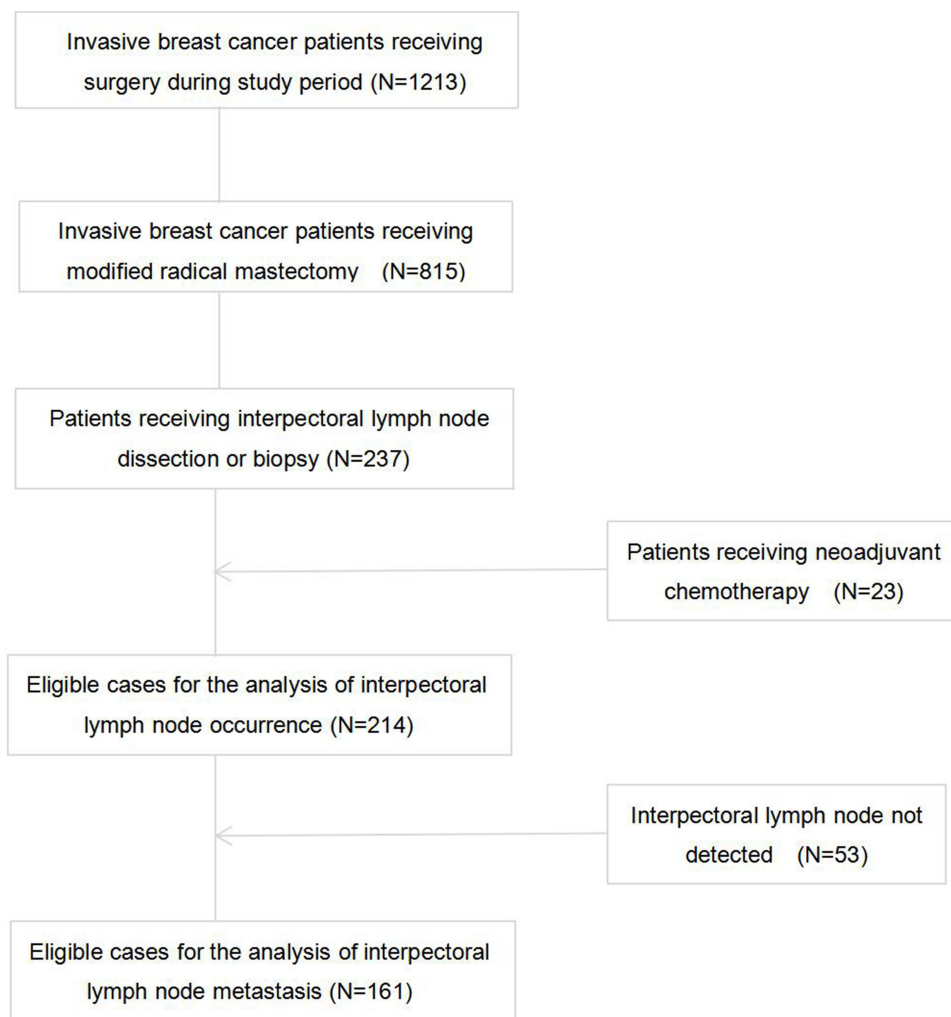 Invasive breast cancer patients receiving
surgery during study period (N=1213)
Invasive breast cancer patients receiving
modified radical mastectomy (N=815)
Patients receiving interpectoral lymph node
dissection or biopsy (N=237)
Patients receiving neoadjuvant
chemotherapy (N=23)
Eligible cases for the analysis of interpectoral
lymph node occurrence (N=214)
Interpectoral lymph node not
detected (N=53)
Eligible cases for the analysis of interpectoral
lymph node metastasis (N=161)